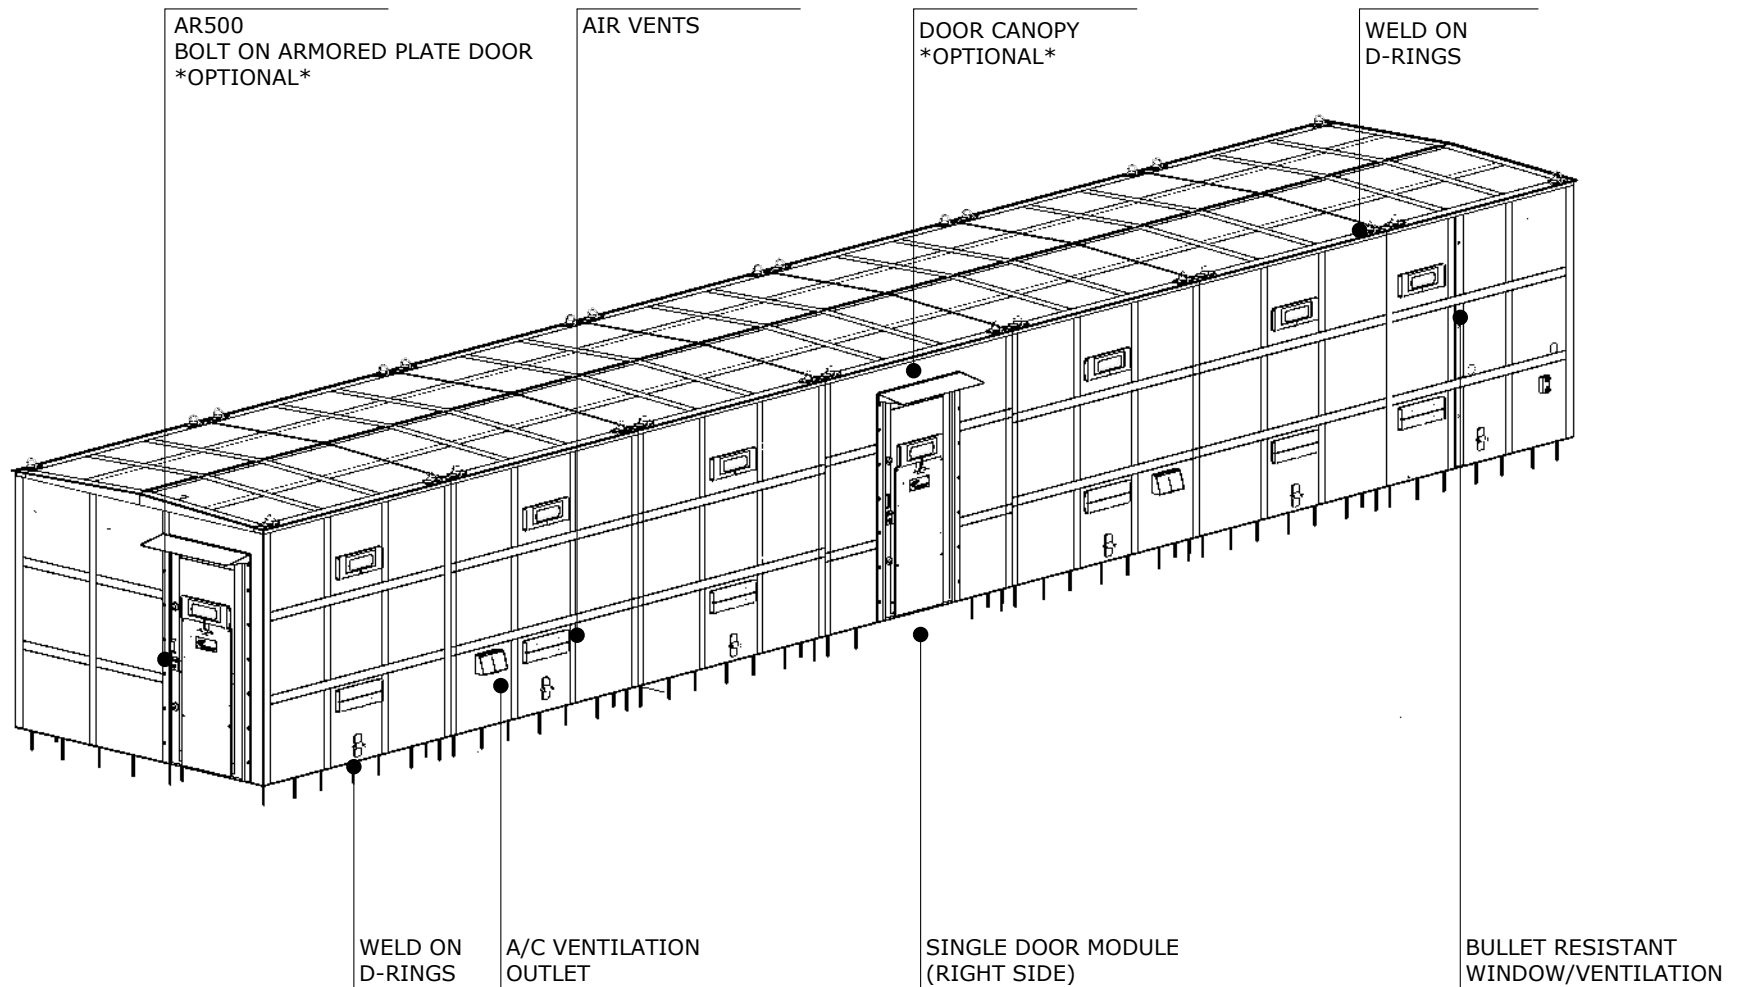 AR500
BOLT ON ARMORED PLATE DOOR
*OPTIONAL*
AIR VENTS
DOOR CANOPY
*OPTIONAL*
WELD ON
D-RINGS
WELD ON
D-RINGS
A/C VENTILATION
OUTLET
SINGLE DOOR MODULE
(RIGHT SIDE)
BULLET RESISTANT
WINDOW/VENTILATION